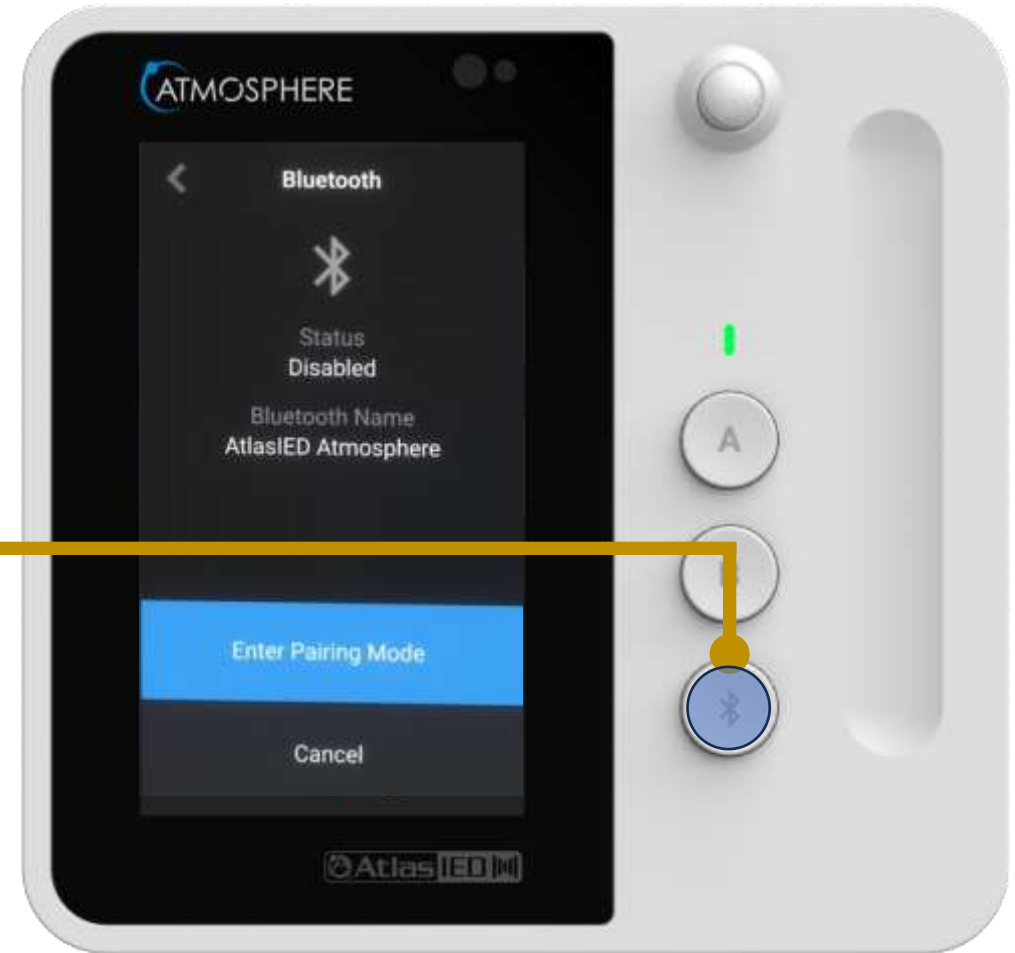 ATMOSPHERE
Bluetooth
Status
Disabled
Bluetooth Name
AtlasIED Atmosphere
A
Enter Pairing Mode
Cancel
AtlasIED